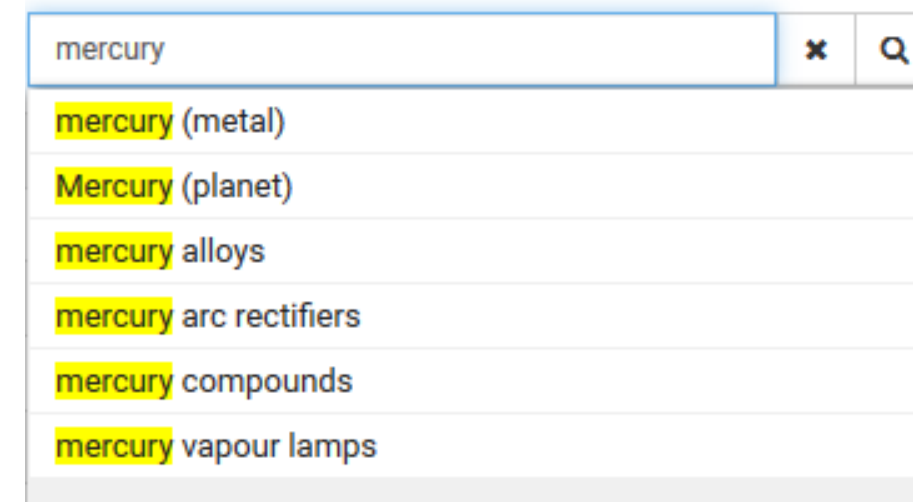 mercury
mercury (metal)
Mercury (planet)
mercury alloys
mercury arc rectifiers
mercury compounds
mercury vapour lamps